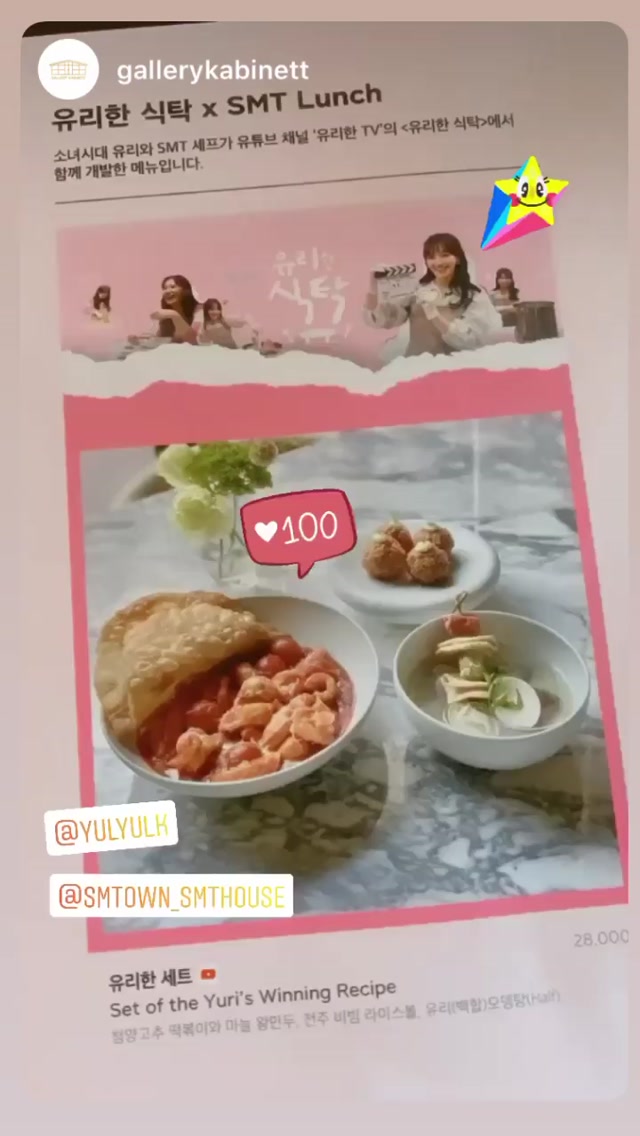 gallerykabinett
유리한 식탁 x SMT Lunch
소녀시대 유리와 SMT 셰프가 유튜브 채널 '유리한 TV'의 <유리한 식탁>에서
함께 개발한 메뉴입니다.
유리한
식탁
100
@YULYULK
@SMTOWN_SMTHOUSE
28.000
유리한 세트
Set of the Yuri's Winning Recipe
청양고추 떡볶이와 마늘 왕만두, 전주 비빔 라이스볼, 유리(백합)오뎅탕(Half)